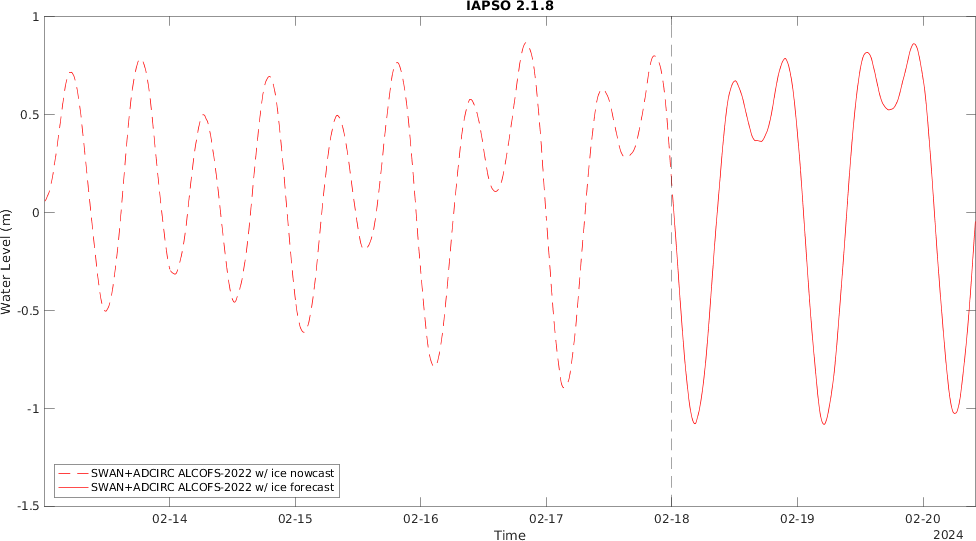 IAPSO 2.1.8
1
0.5
0
-0.5
-1
-1.5
Water Level (m)
SWAN+ADCIRC ALCOFS-2022 w/ ice nowcast
SWAN+ADCIRC ALCOFS-2022 w/ ice forecast
02-14 02-15 02-16 02-17 02-18 02-19 02-20
Time
2024